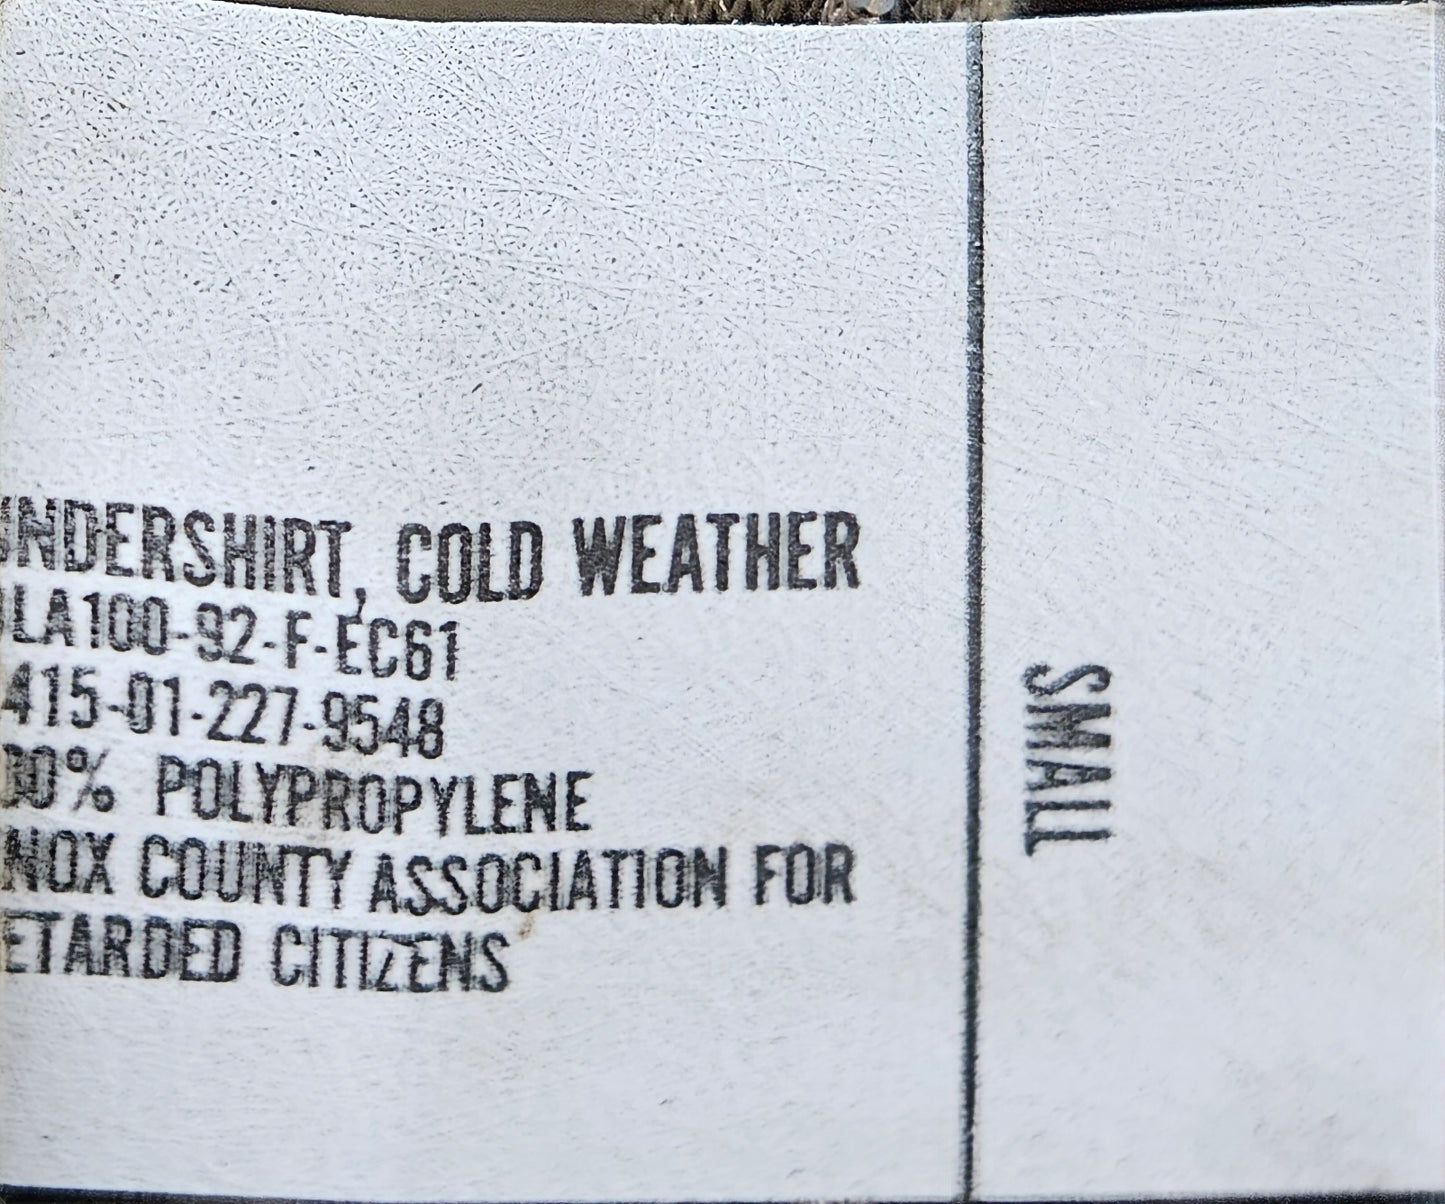 UNDERSHIRT, COLD WEATHER
DLA100-92-F-EC61
415-01-227-9548
00% POLYPROPYLENE
NOX COUNTY ASSOCIATION FOR
ETARDED CITIZENS
SMALL